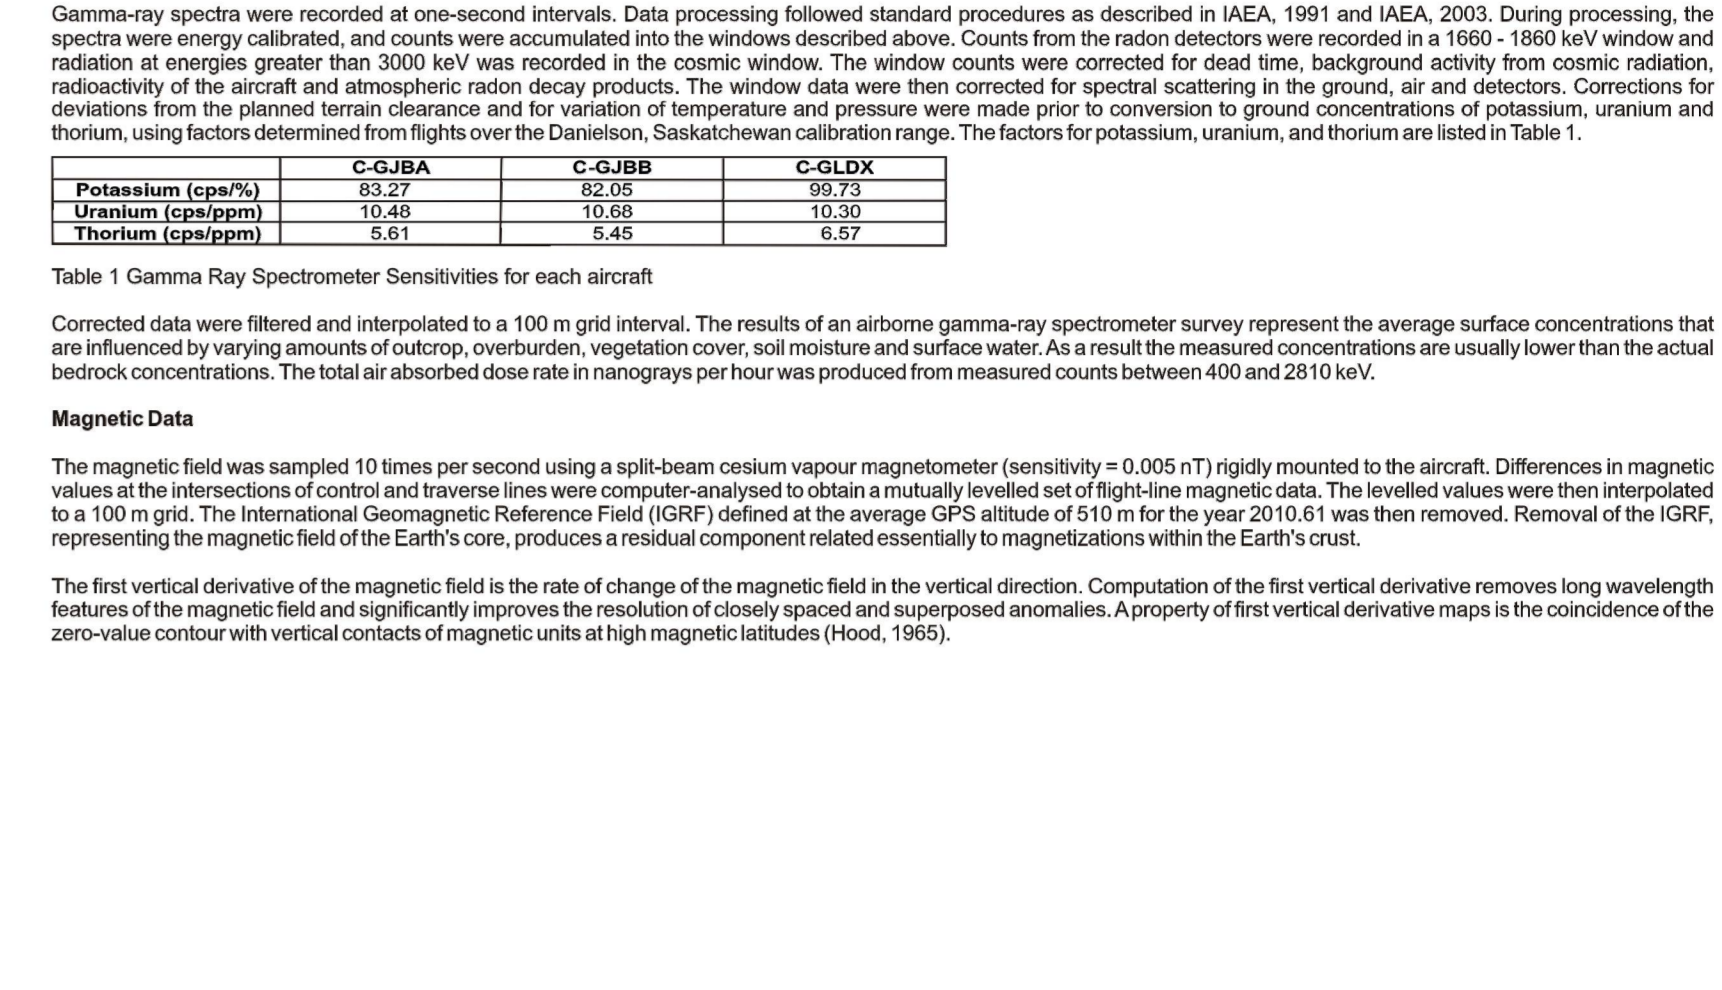 Gamma-ray spectra were recorded at one-second intervals. Data processing followed standard procedures as described in IAEA, 1991 and IAEA, 2003. During processing, the
spectra were energy calibrated, and counts were accumulated into the windows described above. Counts from the radon detectors were recorded in a 1660 - 1860 keV window and
radiation at energies greater than 3000 keV was recorded in the cosmic window. The window counts were corrected for dead time, background activity from cosmic radiation,
radioactivity of the aircraft and atmospheric radon decay products. The window data were then corrected for spectral scattering in the ground, air and detectors. Corrections for
deviations from the planned terrain clearance and for variation of temperature and pressure were made prior to conversion to ground concentrations of potassium, uranium and
thorium, using factors determined from flights over the Danielson, Saskatchewan calibration range. The factors for potassium, uranium, and thorium are listed in Table 1.
C-GJBA C-GJBB C-GLDX
Potassium (cps/%) 83.27 82.05 99.73
Uranium (cps/ppm) 10.48 10.68 10.30
Thorium (cps/ppm) 5.61 5.45 6.57
Table 1 Gamma Ray Spectrometer Sensitivities for each aircraft
Corrected data were filtered and interpolated to a 100 m grid interval. The results of an airborne gamma-ray spectrometer survey represent the average surface concentrations that
are influenced by varying amounts of outcrop, overburden, vegetation cover, soil moisture and surface water. As a result the measured concentrations are usually lower than the actual
bedrock concentrations. The total air absorbed dose rate in nanograys per hour was produced from measured counts between 400 and 2810 keV.
Magnetic Data
The magnetic field was sampled 10 times per second using a split-beam cesium vapour magnetometer (sensitivity = 0.005 nT) rigidly mounted to the aircraft. Differences in magnetic
values at the intersections of control and traverse lines were computer-analysed to obtain a mutually levelled set of flight-line magnetic data. The levelled values were then interpolated
to a 100 m grid. The International Geomagnetic Reference Field (IGRF) defined at the average GPS altitude of 510 m for the year 2010.61 was then removed. Removal of the IGRF,
representing the magnetic field of the Earth's core, produces a residual component related essentially to magnetizations within the Earth's crust.
The first vertical derivative of the magnetic field is the rate of change of the magnetic field in the vertical direction. Computation of the first vertical derivative removes long wavelength
features of the magnetic field and significantly improves the resolution of closely spaced and superposed anomalies. A property of first vertical derivative maps is the coincidence of the
zero-value contour with vertical contacts of magnetic units at high magnetic latitudes (Hood, 1965).